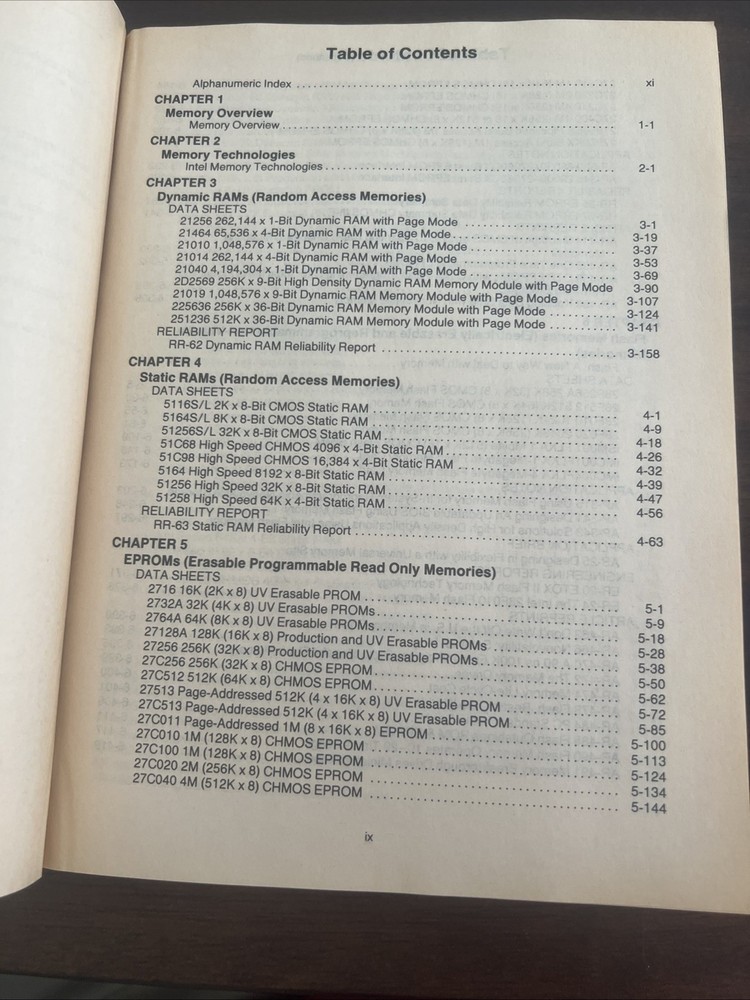 Table of Contents
Alphanumeric Index .......... xi
CHAPTER 1
Memory Overview
Memory Overview .......... 1-1
CHAPTER 2
Memory Technologies
Intel Memory Technologies .......... 2-1
CHAPTER 3
Dynamic RAMs (Random Access Memories)
DATA SHEETS
21256 262,144 x 1-Bit Dynamic RAM with Page Mode .......... 3-1
21464 65,536 x 4-Bit Dynamic RAM with Page Mode .......... 3-19
21010 1,048,576 x 1-Bit Dynamic RAM with Page Mode .......... 3-37
21014 262,144 x 4-Bit Dynamic RAM with Page Mode .......... 3-53
21040 4,194,304 x 1-Bit Dynamic RAM with Page Mode .......... 3-69
2D2569 256K x 9-Bit High Density Dynamic RAM Memory Module with Page Mode 3-90
21019 1,048,576 x 9-Bit Dynamic RAM Memory Module with Page Mode .......... 3-107
225636 256K x 36-Bit Dynamic RAM Memory Module with Page Mode .......... 3-124
251236 512K x 36-Bit Dynamic RAM Memory Module with Page Mode .......... 3-141
RELIABILITY REPORT
RR-62 Dynamic RAM Reliability Report .......... 3-158
CHAPTER 4
Static RAMs (Random Access Memories)
DATA SHEETS
5116S/L 2K x 8-Bit CMOS Static RAM .......... 4-1
5164S/L 8K x 8-Bit CMOS Static RAM .......... 4-9
51256S/L 32K x 8-Bit CMOS Static RAM .......... 4-18
51C68 High Speed CHMOS 4096 x 4-Bit Static RAM .......... 4-26
51C98 High Speed CHMOS 16,384 x 4-Bit Static RAM .......... 4-32
5164 High Speed 8192 x 8-Bit Static RAM .......... 4-39
51256 High Speed 32K x 8-Bit Static RAM .......... 4-47
51258 High Speed 64K x 4-Bit Static RAM .......... 4-56
RELIABILITY REPORT
RR-63 Static RAM Reliability Report .......... 4-63
CHAPTER 5
EPROMs (Erasable Programmable Read Only Memories)
DATA SHEETS
2716 16K (2K x 8) UV Erasable PROM .......... 5-1
2732A 32K (4K x 8) UV Erasable PROMs .......... 5-9
2764A 64K (8K x 8) UV Erasable PROMs .......... 5-18
27128A 128K (16K x 8) Production and UV Erasable PROMs .......... 5-28
27256 256K (32K x 8) Production and UV Erasable PROMs .......... 5-38
27C256 256K (32K x 8) CHMOS EPROM .......... 5-50
27C512 512K (64K x 8) CHMOS EPROM .......... 5-62
27513 Page-Addressed 512K (4 x 16K x 8) UV Erasable PROM .......... 5-72
27C513 Page-Addressed 512K (4 x 16K x 8) UV Erasable PROM .......... 5-85
27C011 Page-Addressed 1M (8 x 16K x 8) EPROM .......... 5-100
27C010 1M (128K x 8) CHMOS EPROM .......... 5-113
27C100 1M (128K x 8) CHMOS EPROM .......... 5-124
27C020 2M (256K x 8) CHMOS EPROM .......... 5-134
27C040 4M (512K x 8) CHMOS EPROM .......... 5-144
ix